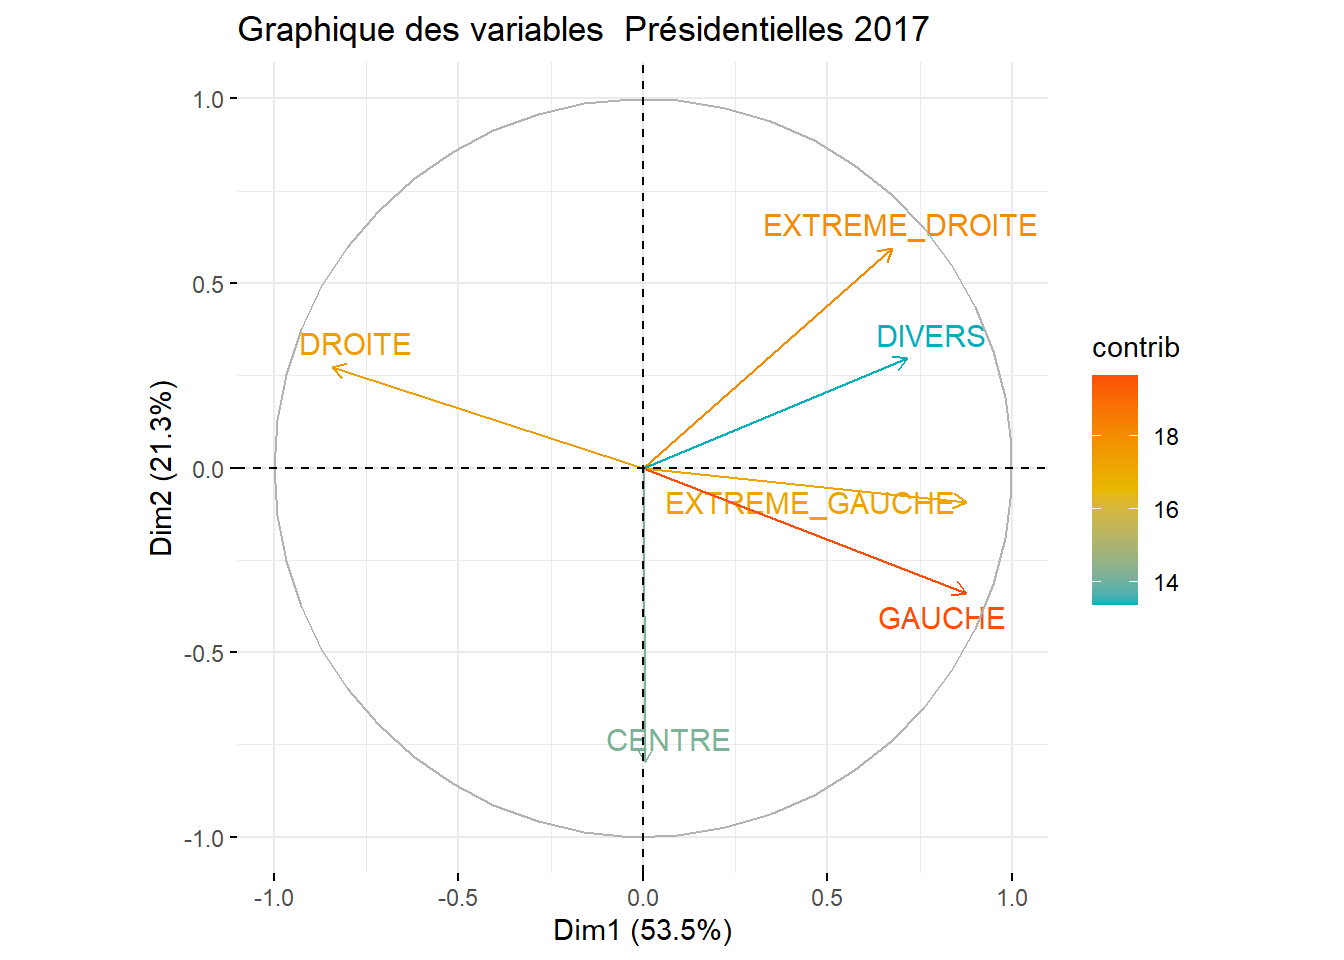 Graphique des variables  Présidentielles 2017
1.0
0.5
0.0
-0.5
-1.0
Dim2 (21.3%)
EXTREME_DROITE
DIVERS
DROITE
EXTREME_GAUCHE
GAUCHE
CENTRE
-1.0
-0.5
0.0
0.5
1.0
Dim1 (53.5%)
contrib
18
16
14